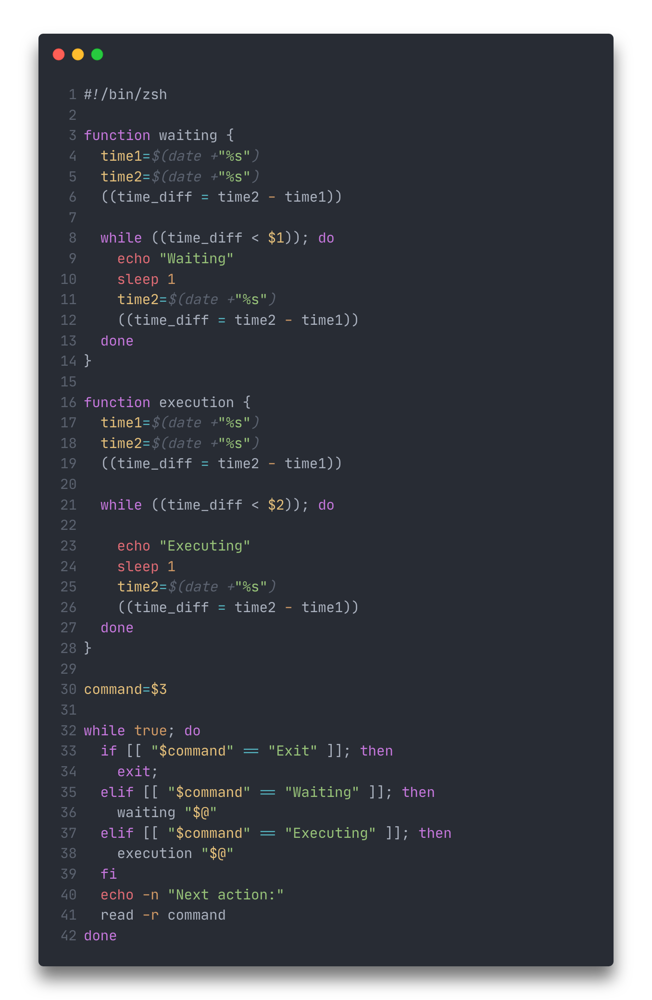 1 #!/bin/zsh
2
3 function waiting {
4   time1=$(date +"%s")
5   time2=$(date +"%s")
6   ((time_diff = time2 - time1))
7
8   while ((time_diff < $1)); do
9     echo "Waiting"
10     sleep 1
11     time2=$(date +"%s")
12     ((time_diff = time2 - time1))
13   done
14 }
15
16 function execution {
17   time1=$(date +"%s")
18   time2=$(date +"%s")
19   ((time_diff = time2 - time1))
20
21   while ((time_diff < $2)); do
22
23     echo "Executing"
24     sleep 1
25     time2=$(date +"%s")
26     ((time_diff = time2 - time1))
27   done
28 }
29
30 command=$3
31
32 while true; do
33   if [[ "$command" == "Exit" ]]; then
34     exit;
35   elif [[ "$command" == "Waiting" ]]; then
36     waiting "$@"
37   elif [[ "$command" == "Executing" ]]; then
38     execution "$@"
39   fi
40   echo -n "Next action:"
41   read -r command
42 done